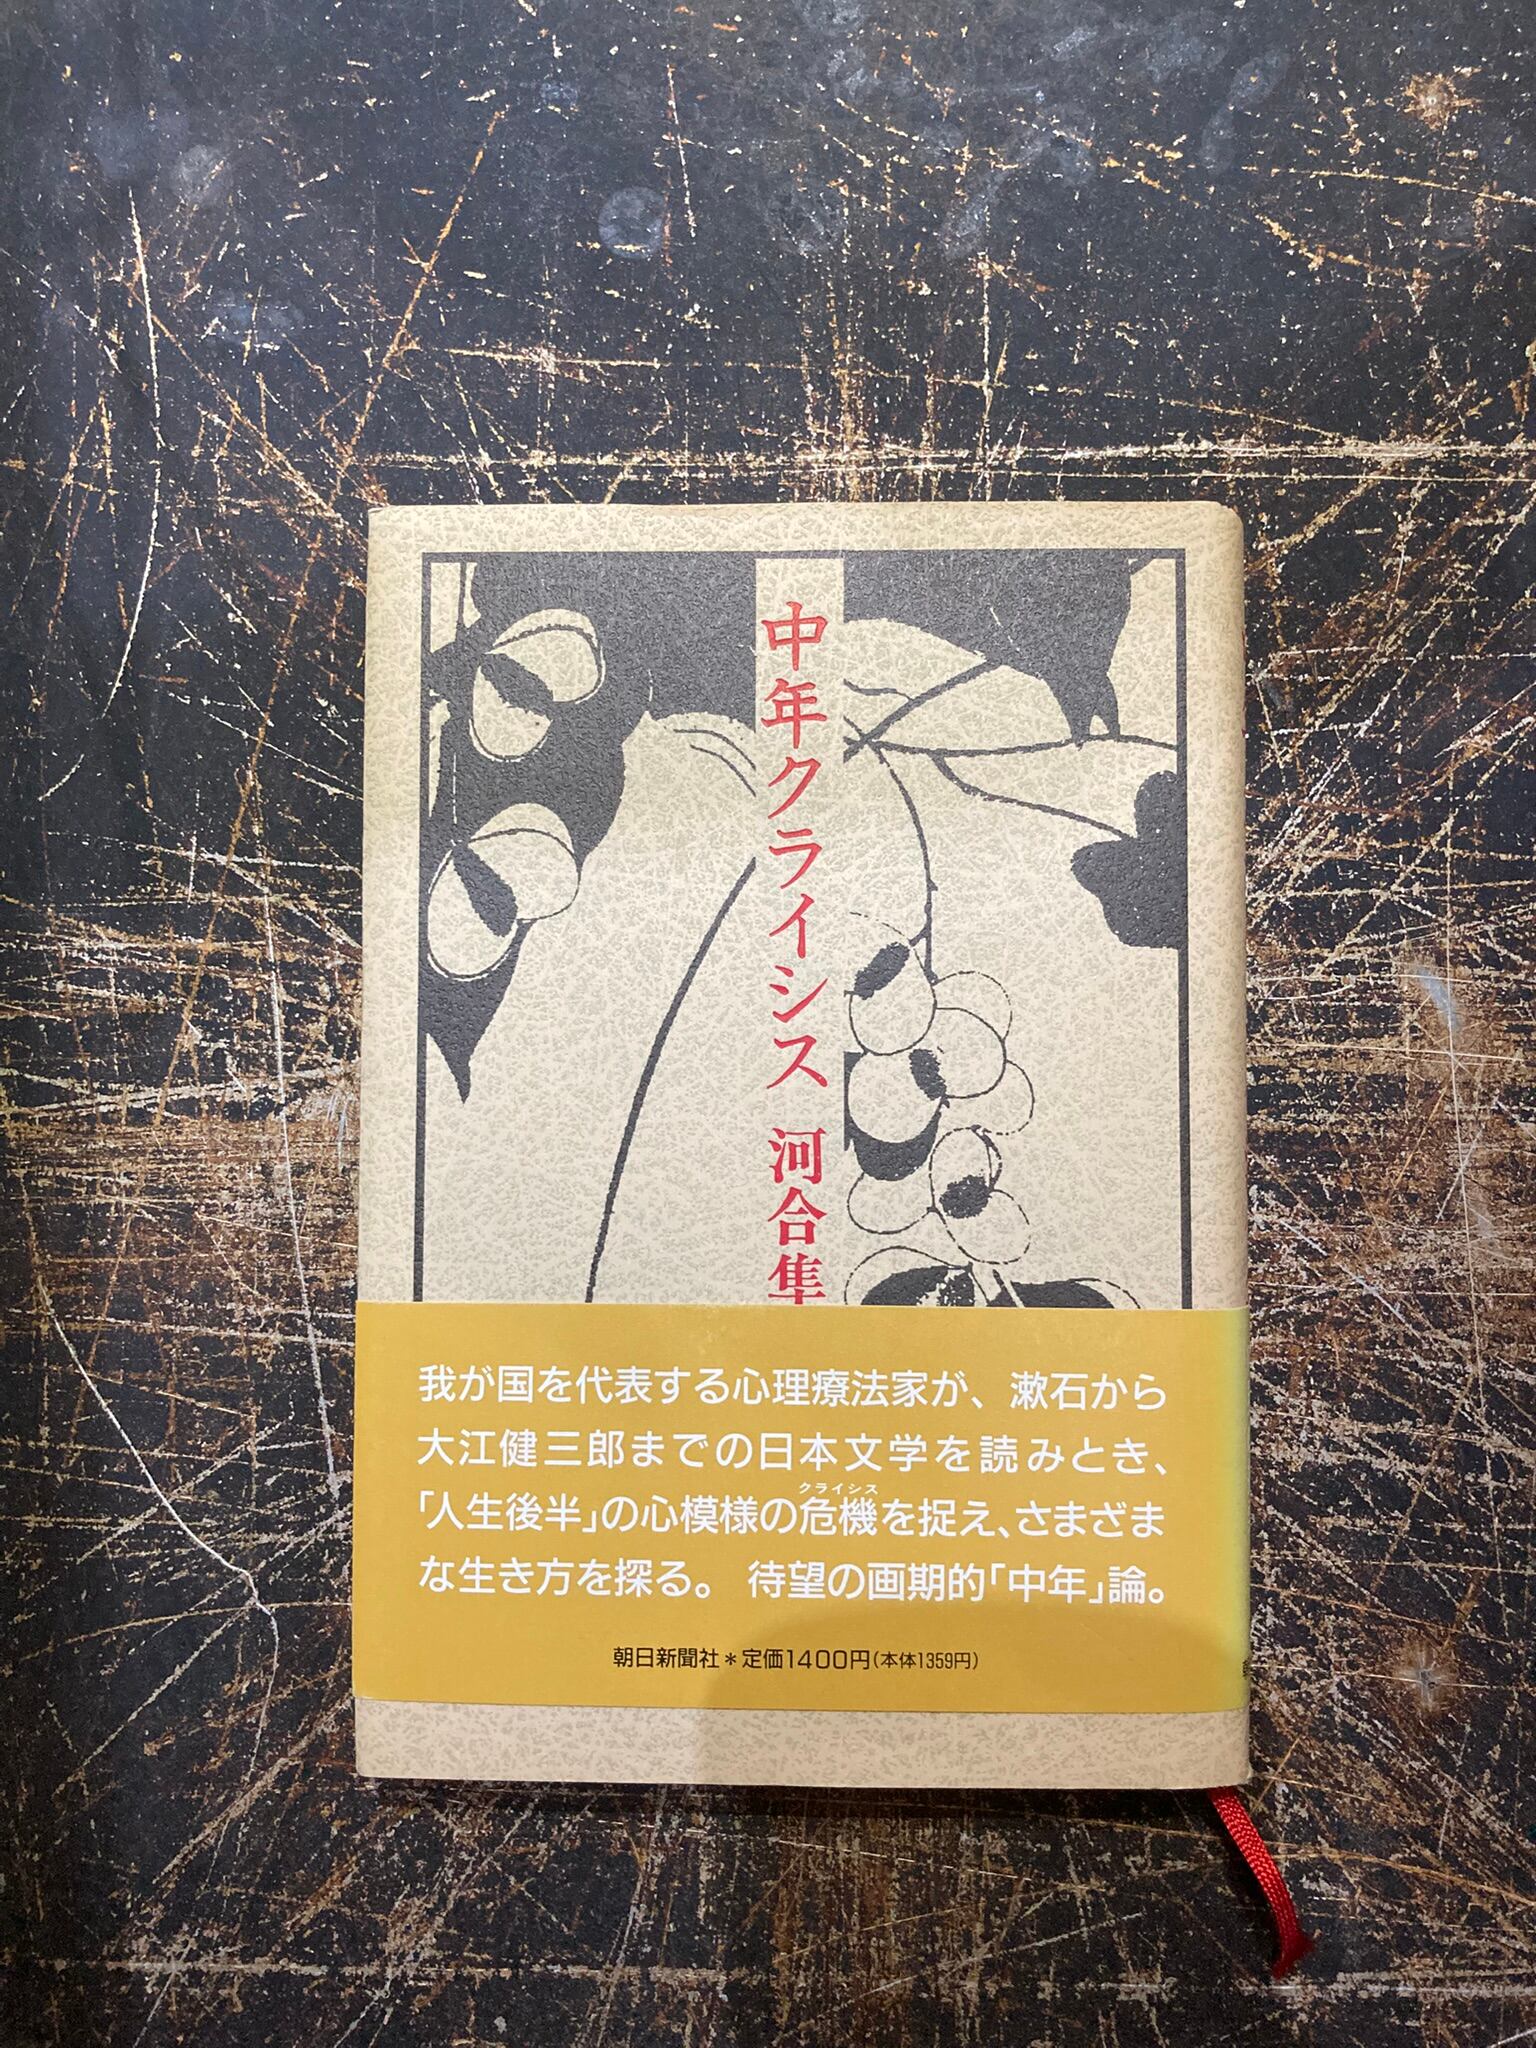 中年クライシス 河合隼
我が国を代表する心理療法家が、漱石から
大江健三郎までの日本文学を読みとき、
クライシス
「人生後半」の心模様の危機を捉え、さまざま
な生き方を探る。 待望の画期的「中年」論。
朝日新聞社＊定価1400円（本体1359円）